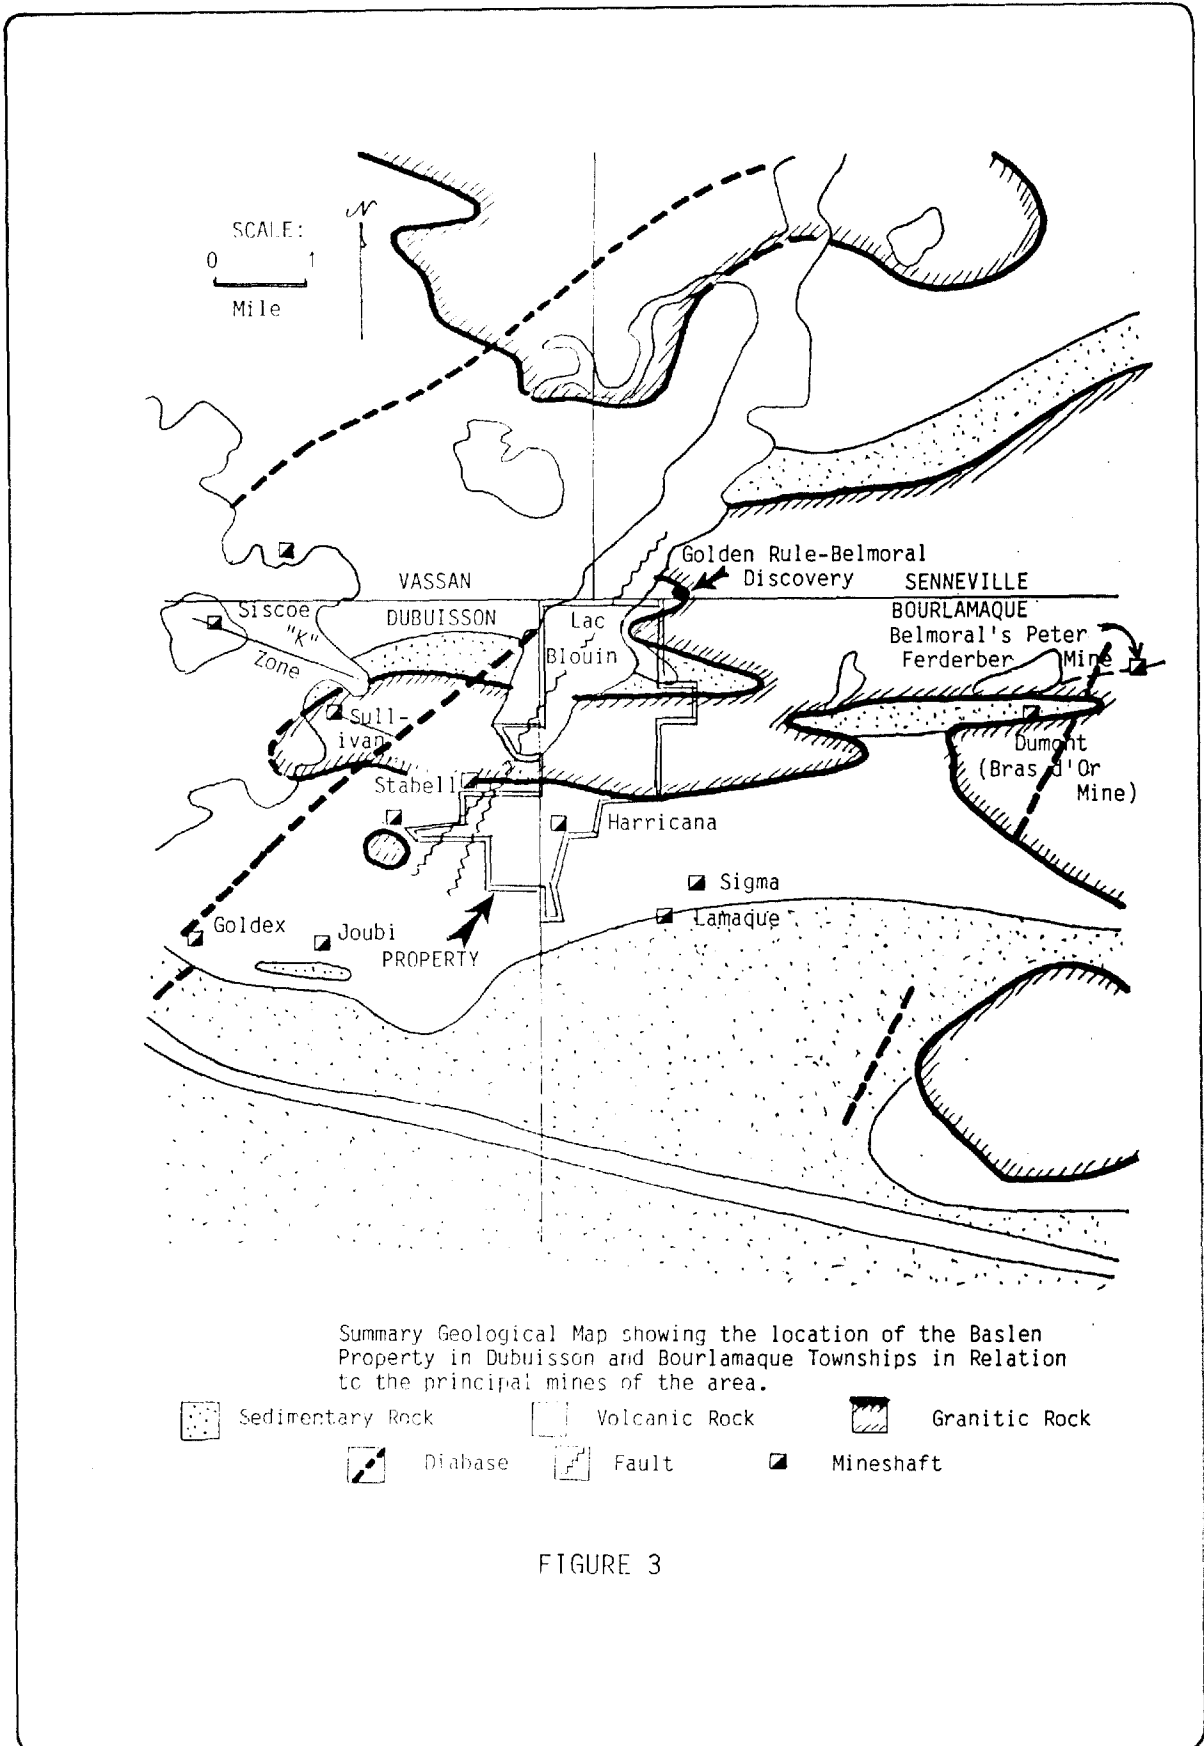 N
SCALE:
0 1
Mile
Golden Rule-Belmoral
Discovery
VASSAN
SENNEVILLE
DUBUISSON
BOURLAMAQUE
Siscoe
"K"
Zone
Lac
Blouin
Belmoral's Peter
Ferderber Mine
Sull-
ivan
Dumont
(Bras d'Or
Mine)
Stabell
Harricana
Sigma
Lamaque
Goldex
Joubi
PROPERTY
Summary Geological Map showing the location of the Baslen
Property in Dubuisson and Bourlamaque Townships in Relation
to the principal mines of the area.
Sedimentary Rock Volcanic Rock Granitic Rock
Diabase Fault Mineshaft
FIGURE 3